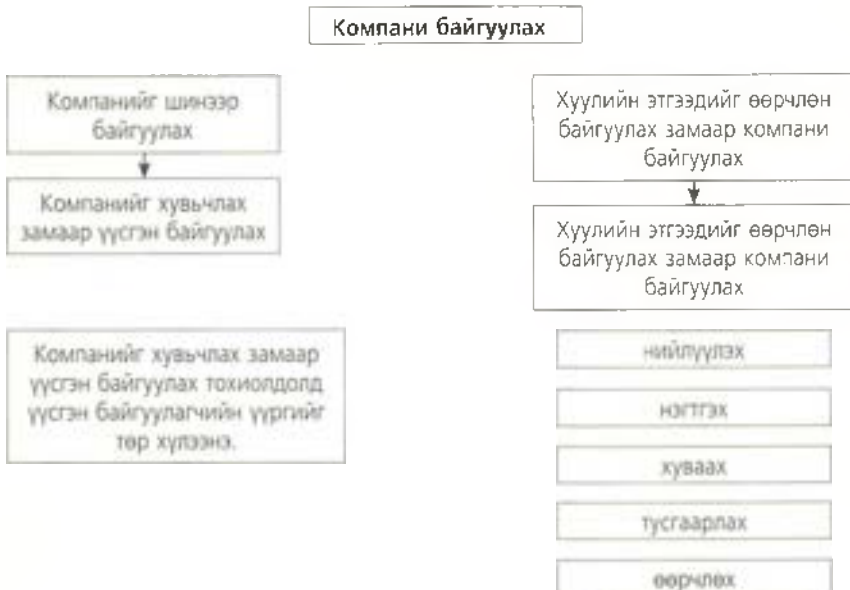 Компани байгуулах
Компанийг шинээр
байгуулах
Компанийг хувьчлах
замаар үүсгэн байгуулах
Компанийг хувьчлах замаар
үүсгэн байгуулах тохиолдолд
үүсгэн байгуулагчийн үүргийг
төр хүлээнэ.
Хуулийн этгээдийг өөрчлөн
байгуулах замаар компани
байгуулах
Хуулийн этгээдийг өөрчлөн
байгуулах замаар компани
байгуулах
нийлүүлэх
нэгтгэх
хуваах
тусгаарлах
өөрчлөх